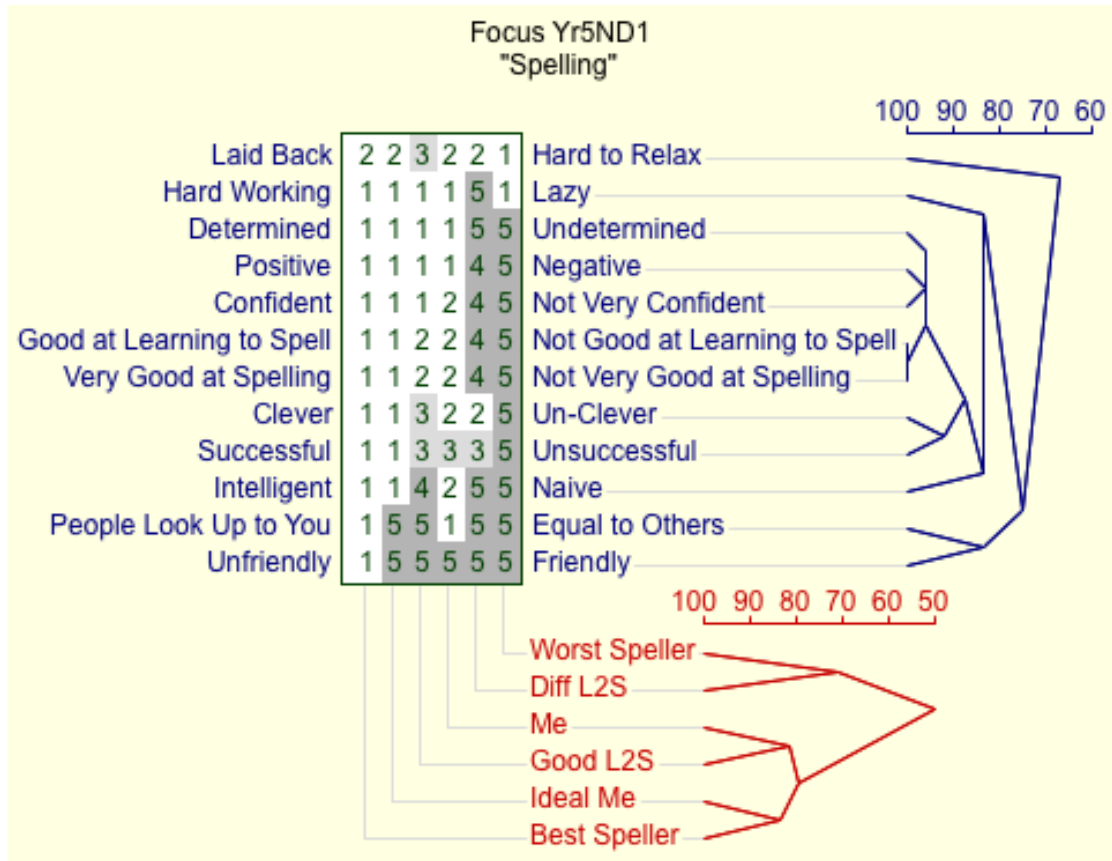 Focus Yr5ND1
"Spelling"
100 90 80 70 60
Laid Back 2 2 3 2 2 1 Hard to Relax
Hard Working 1 1 1 1 5 1 Lazy
Determined 1 1 1 1 5 5 Undetermined
Positive 1 1 1 1 4 5 Negative
Confident 1 1 1 2 4 5 Not Very Confident
Good at Learning to Spell 1 1 2 2 4 5 Not Good at Learning to Spell
Very Good at Spelling 1 1 2 2 4 5 Not Very Good at Spelling
Clever 1 1 3 2 2 5 Un-Clever
Successful 1 1 3 3 3 5 Unsuccessful
Intelligent 1 1 4 2 5 5 Naive
People Look Up to You 1 5 5 1 5 5 Equal to Others
Unfriendly 1 5 5 5 5 5 Friendly
100 90 80 70 60 50
Worst Speller
Diff L2S
Me
Good L2S
Ideal Me
Best Speller